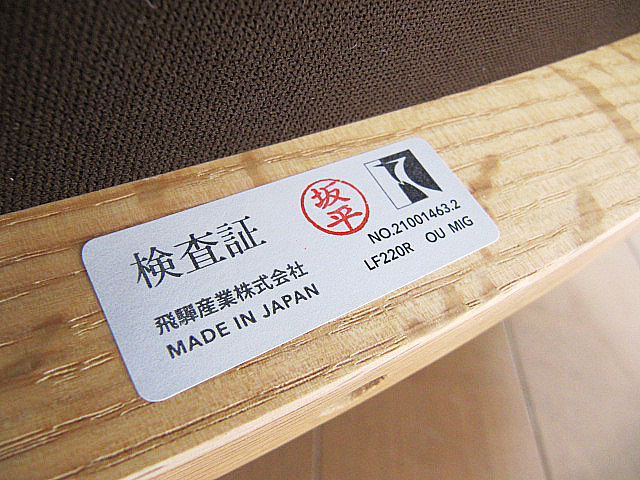 検査証
坂平
飛騨産業株式会社
MADE IN JAPAN
NO.21001463.2
LF220R OU MIG